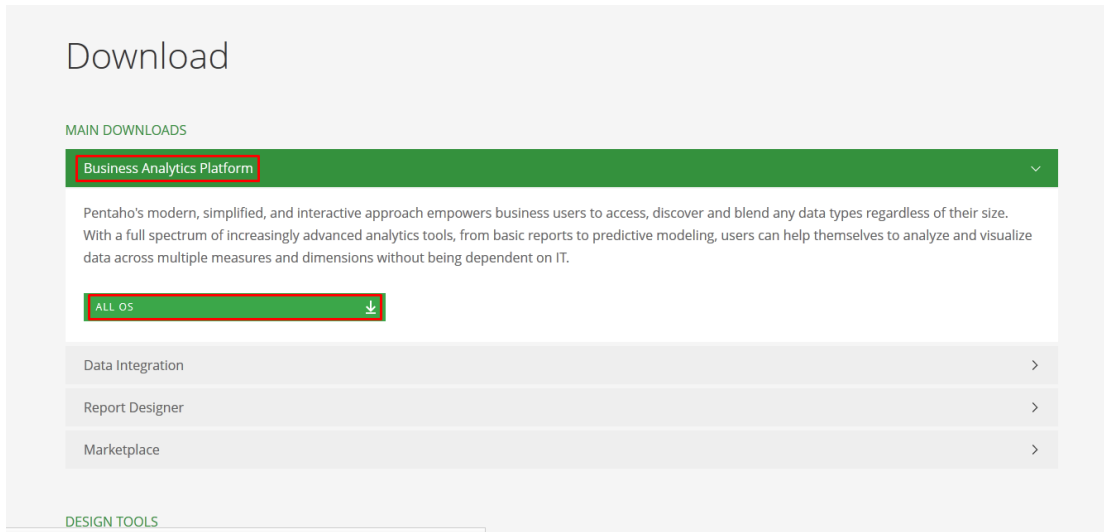 Download
MAIN DOWNLOADS
Business Analytics Platform
Pentaho's modern, simplified, and interactive approach empowers business users to access, discover and blend any data types regardless of their size.
With a full spectrum of increasingly advanced analytics tools, from basic reports to predictive modeling, users can help themselves to analyze and visualize
data across multiple measures and dimensions without being dependent on IT.
ALL OS
Data Integration
Report Designer
Marketplace
DESIGN TOOLS